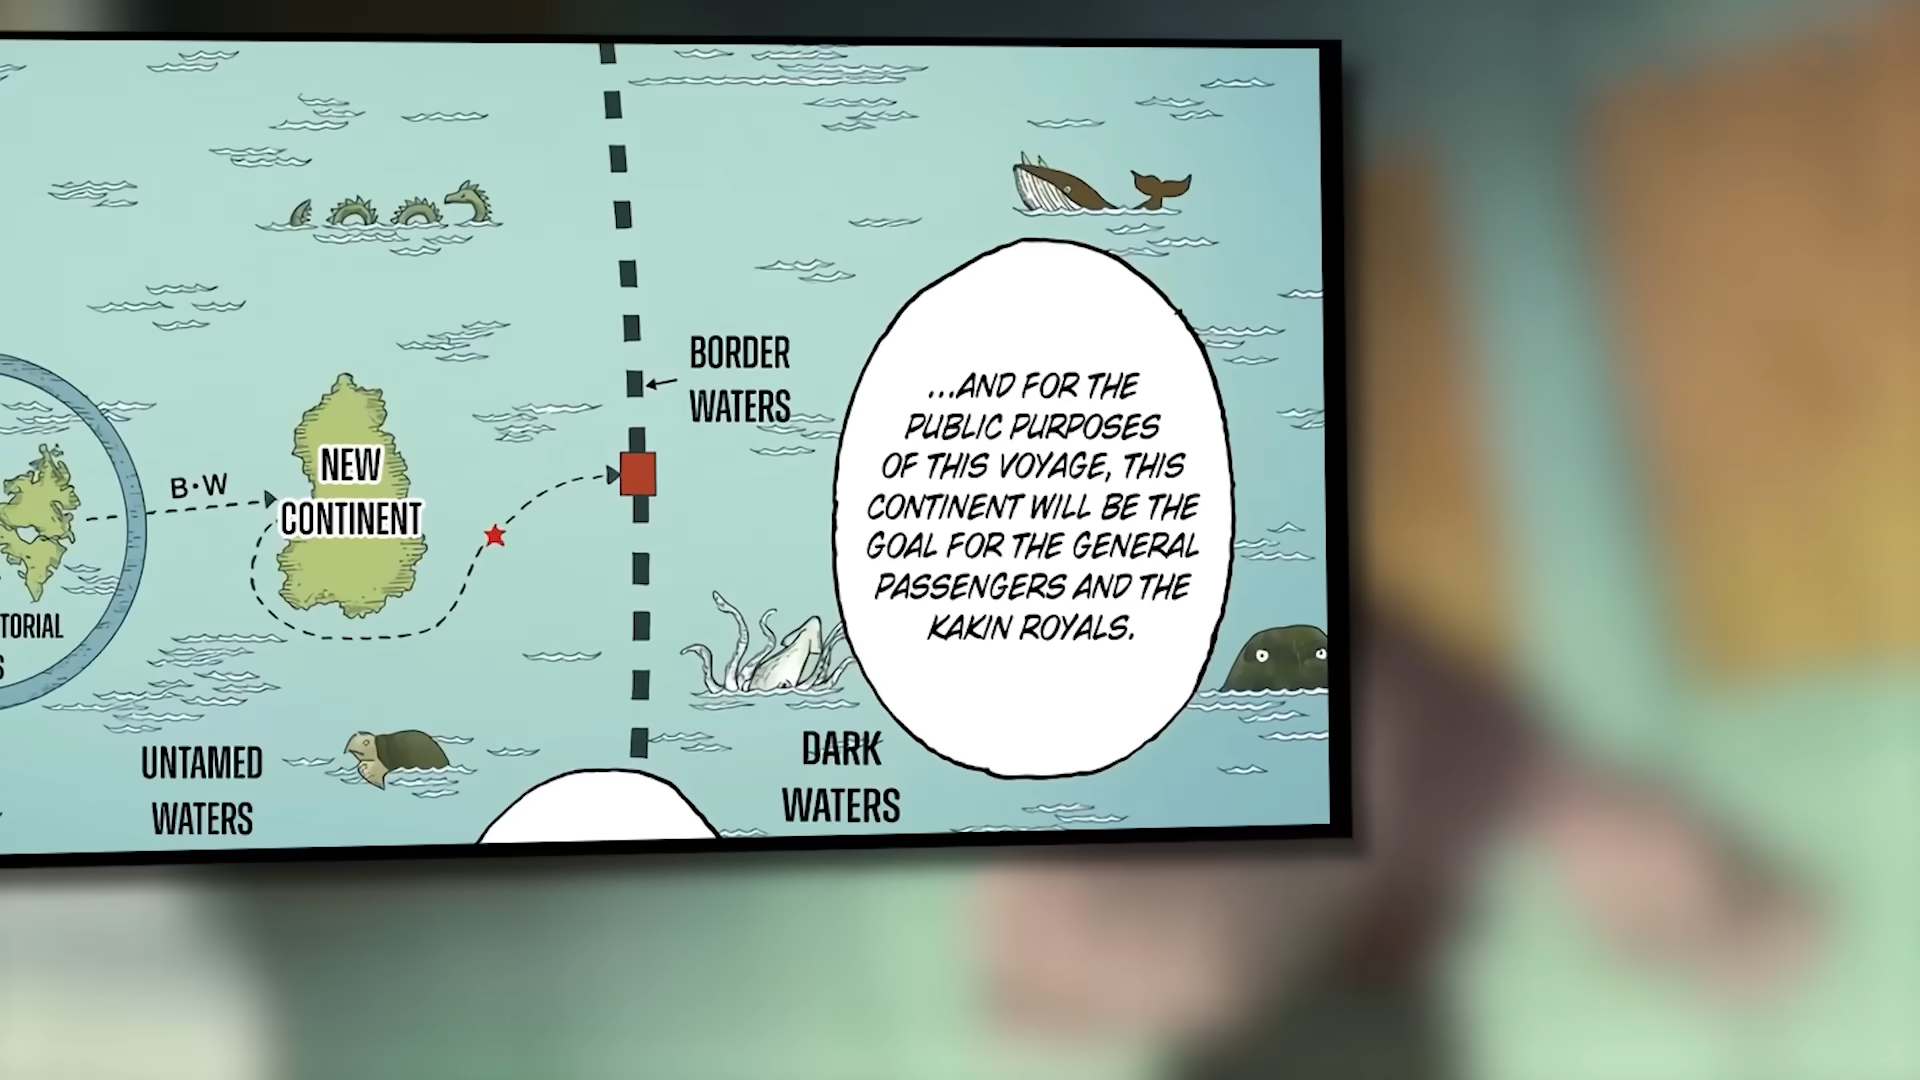 BORDER
WATERS
...AND FOR THE
PUBLIC PURPOSES
OF THIS VOYAGE, THIS
CONTINENT WILL BE THE
GOAL FOR THE GENERAL
PASSENGERS AND THE
KAKIN ROYALS.
B·W
NEW
CONTINENT
TORIAL
S
UNTAMED
WATERS
DARK
WATERS